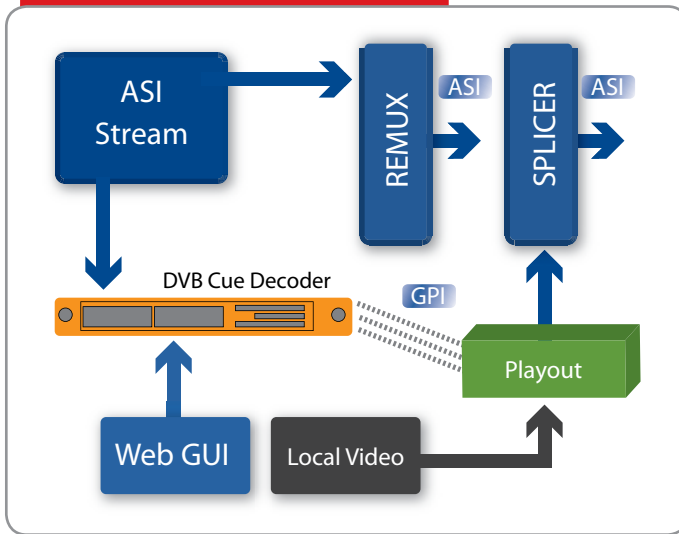 ASI
Stream
REMUX
ASI
SPLICER
ASI
DVB Cue Decoder
GPI
Playout
Web GUI
Local Video